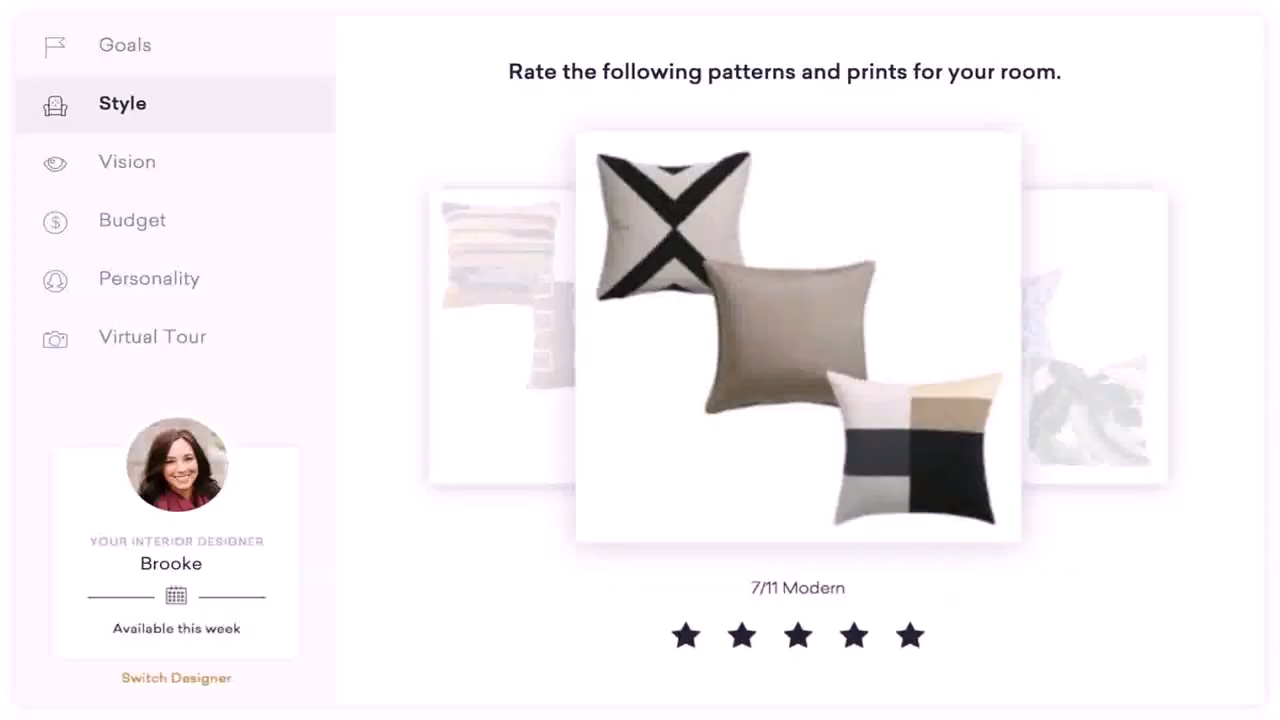 Goals
Style
Vision
Budget
Personality
Virtual Tour
YOUR INTERIOR DESIGNER
Brooke
Available this week
Switch Designer
Rate the following patterns and prints for your room.
7/11 Modern